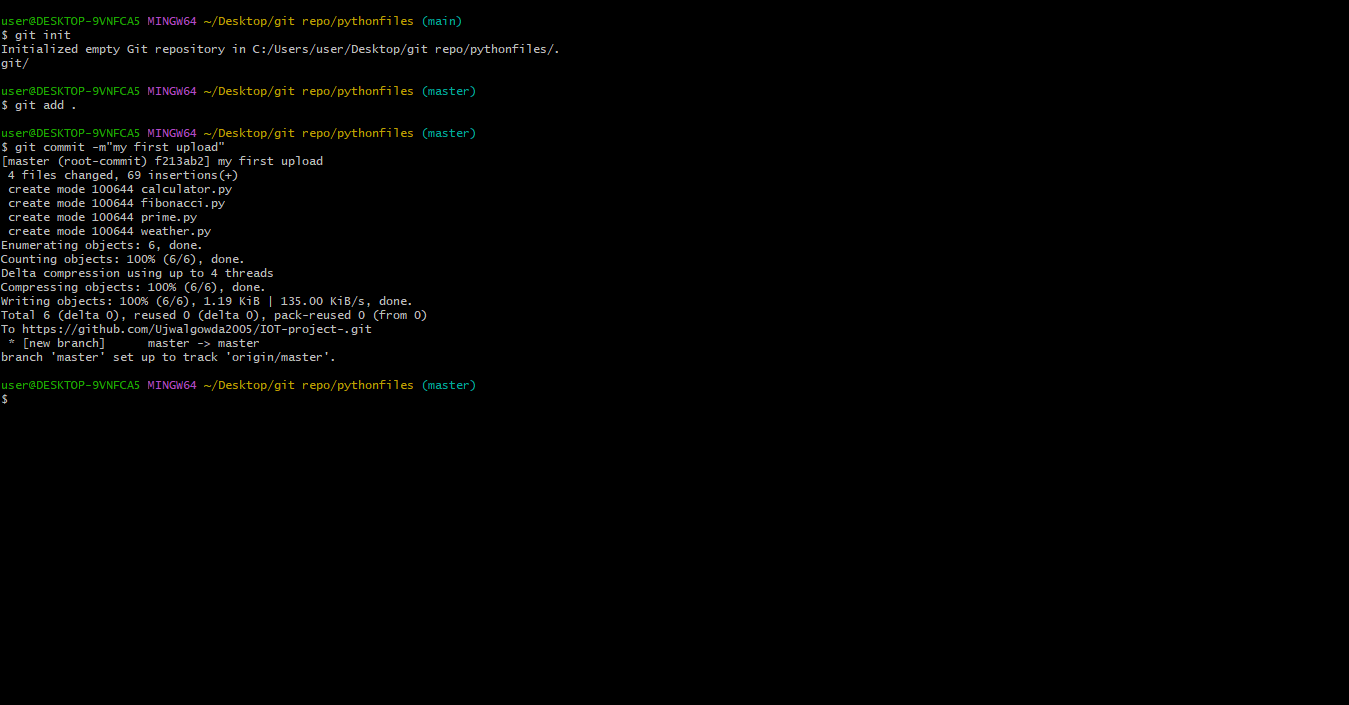 user@DESKTOP-9VNFCA5 MINGW64 ~/Desktop/git repo/pythonfiles (main)
$ git init
Initialized empty Git repository in C:/Users/user/Desktop/git repo/pythonfiles/.
git/
user@DESKTOP-9VNFCA5 MINGW64 ~/Desktop/git repo/pythonfiles (master)
$ git add .
user@DESKTOP-9VNFCA5 MINGW64 ~/Desktop/git repo/pythonfiles (master)
$ git commit -m"my first upload"
[master (root-commit) f213ab2] my first upload
 4 files changed, 69 insertions(+)
 create mode 100644 calculator.py
 create mode 100644 fibonacci.py
 create mode 100644 prime.py
 create mode 100644 weather.py
Enumerating objects: 6, done.
Counting objects: 100% (6/6), done.
Delta compression using up to 4 threads
Compressing objects: 100% (6/6), done.
Writing objects: 100% (6/6), 1.19 KiB | 135.00 KiB/s, done.
Total 6 (delta 0), reused 0 (delta 0), pack-reused 0 (from 0)
To https://github.com/Ujwalgowda2005/IOT-project-.git
 * [new branch]      master -> master
branch 'master' set up to track 'origin/master'.
user@DESKTOP-9VNFCA5 MINGW64 ~/Desktop/git repo/pythonfiles (master)
$